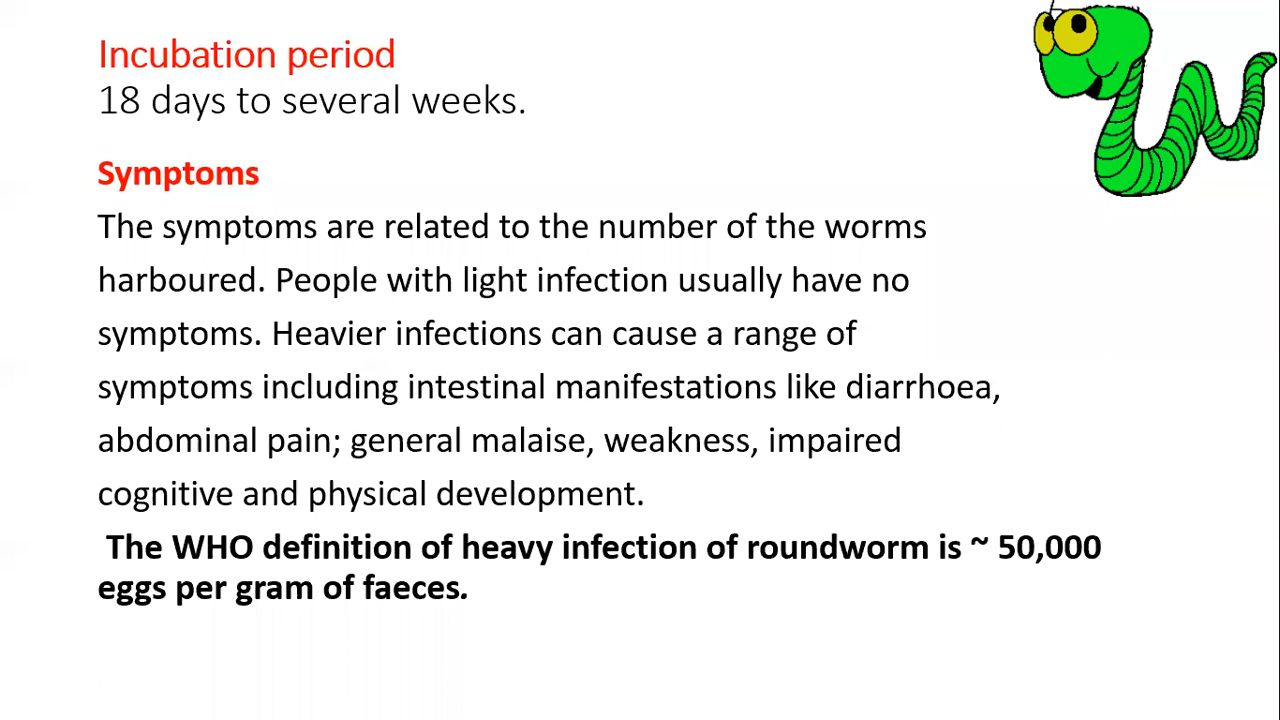 Incubation period
18 days to several weeks.
Symptoms
The symptoms are related to the number of the worms
harboured. People with light infection usually have no
symptoms. Heavier infections can cause a range of
symptoms including intestinal manifestations like diarrhoea,
abdominal pain; general malaise, weakness, impaired
cognitive and physical development.
The WHO definition of heavy infection of roundworm is ~ 50,000
eggs per gram of faeces.